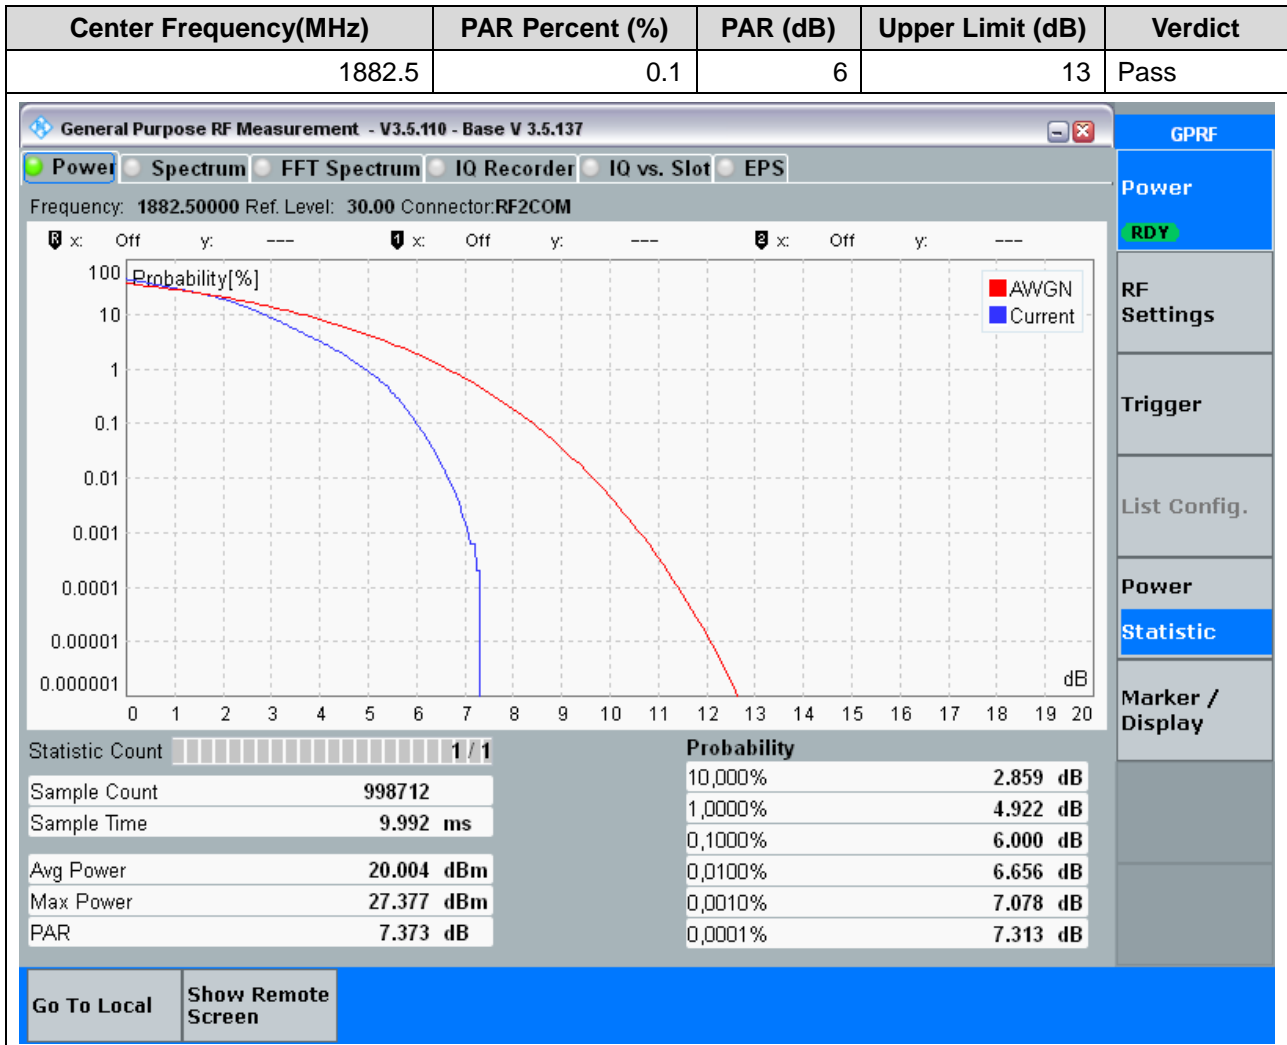 Center Frequency(MHz) PAR Percent (%) PAR (dB) Upper Limit (dB) Verdict
1882.5 0.1 6 13 Pass
General Purpose RF Measurement - V3.5.110 - Base V 3.5.137
GPRF
Power Spectrum FFT Spectrum IQ Recorder IQ vs. Slot EPS
Frequency: 1882.50000 Ref. Level: 30.00 Connector:RF2COM
R x: Off y: --- 1 x: Off y: --- 2 x: Off y: ---
Probability[%]
AWGN
Current
100
10
1
0.1
0.01
0.001
0.0001
0.00001
0.000001
dB
0 1 2 3 4 5 6 7 8 9 10 11 12 13 14 15 16 17 18 19 20
Statistic Count 1 / 1
Sample Count 998712
Sample Time 9.992 ms
Avg Power 20.004 dBm
Max Power 27.377 dBm
PAR 7.373 dB
Probability
10,000% 2.859 dB
1,0000% 4.922 dB
0,1000% 6.000 dB
0,0100% 6.656 dB
0,0010% 7.078 dB
0,0001% 7.313 dB
Power
RDY
RF
Settings
Trigger
List Config.
Power
Statistic
Marker /
Display
Go To Local
Show Remote
Screen